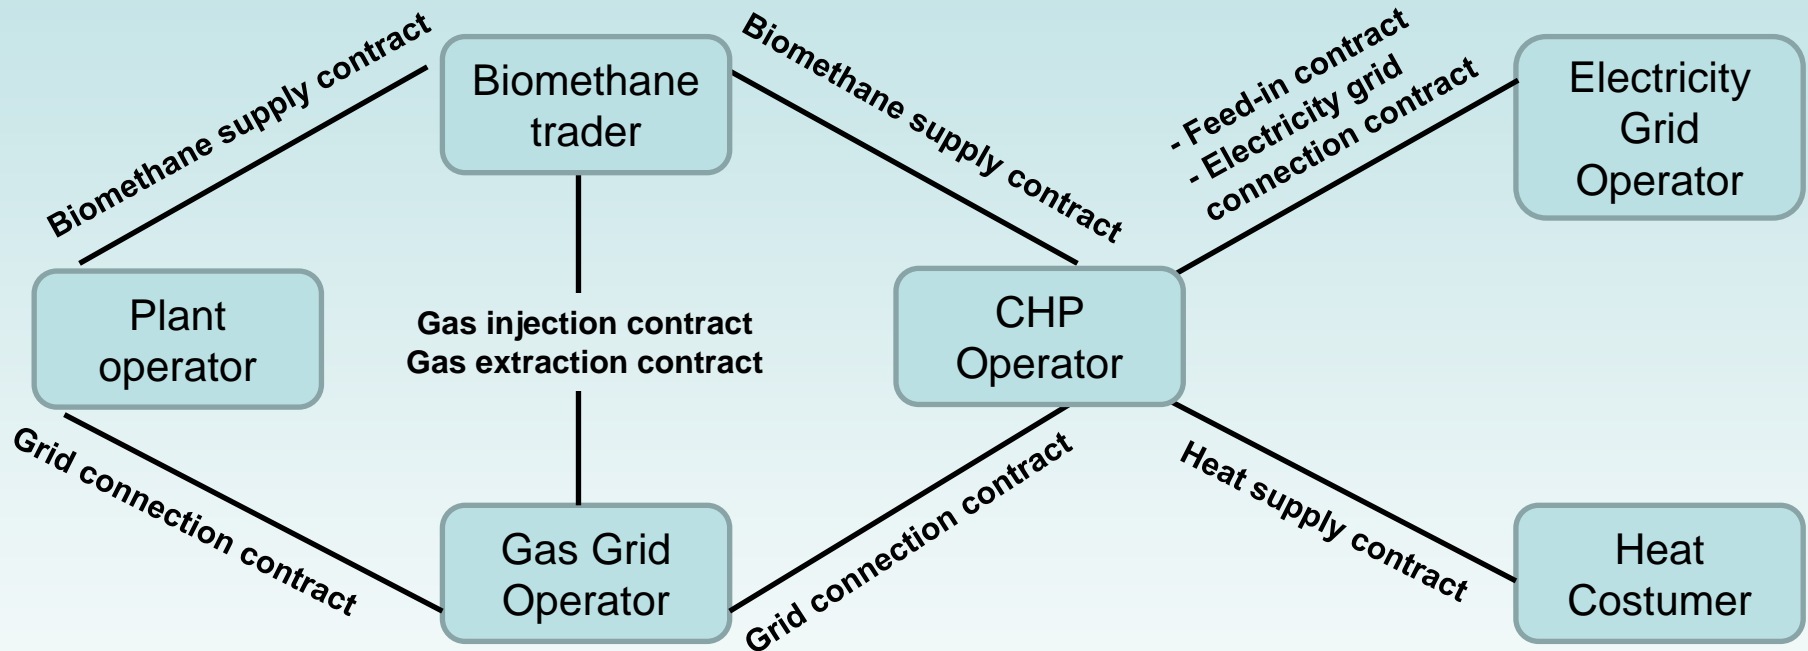 Biomethane supply contract
Biomethane
trader
Biomethane supply contract
- Feed-in contract
- Electricity grid
connection contract
Electricity
Grid
Operator
Plant
operator
Gas injection contract
Gas extraction contract
CHP
Operator
Grid connection contract
Gas Grid
Operator
Grid connection contract
Heat supply contract
Heat
Costumer